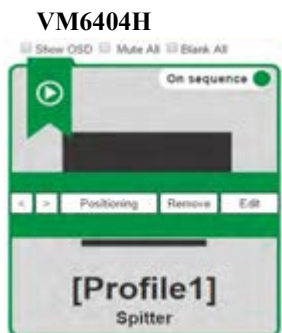 VM6404H
Show OSD Mute All Blank All
On sequence
< > Positioning Remove Edit
[Profile1]
Spitter